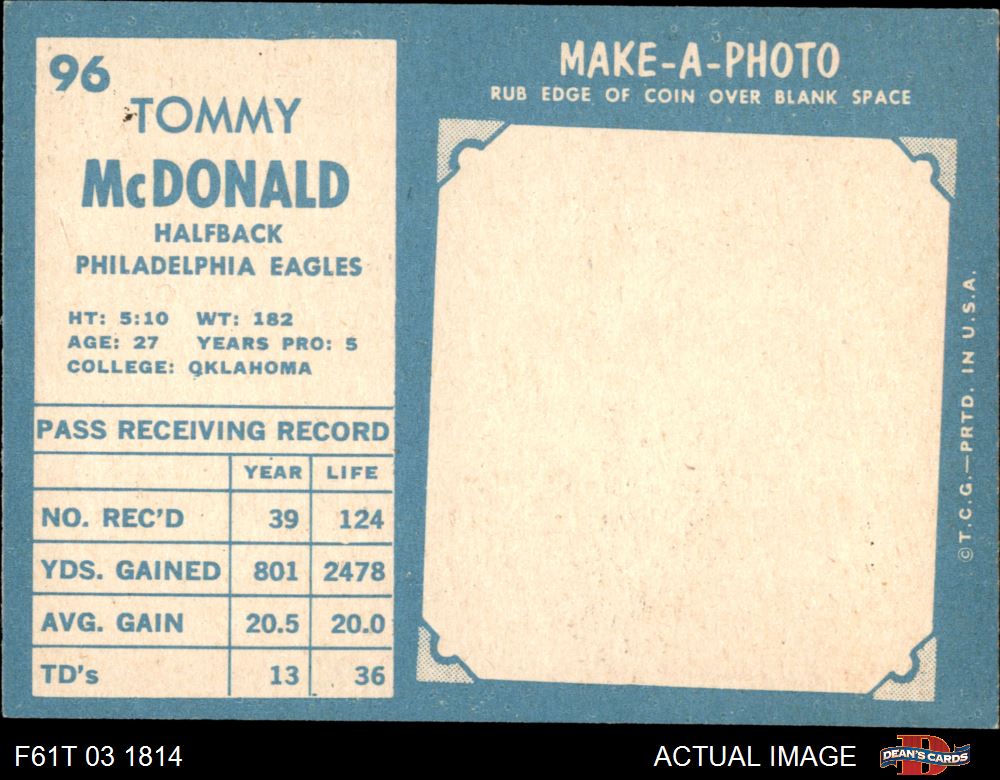 96
TOMMY
McDONALD
HALFBACK
PHILADELPHIA EAGLES
HT: 5:10 WT: 182
AGE: 27 YEARS PRO: 5
COLLEGE: OKLAHOMA
PASS RECEIVING RECORD
YEAR LIFE
NO. REC'D 39 124
YDS. GAINED 801 2478
AVG. GAIN 20.5 20.0
TD's 13 36
MAKE-A-PHOTO
RUB EDGE OF COIN OVER BLANK SPACE
©T.C.G.—PRTD. IN U.S.A.
F61T 03 1814
ACTUAL IMAGE
D
DEAN'S CARDS